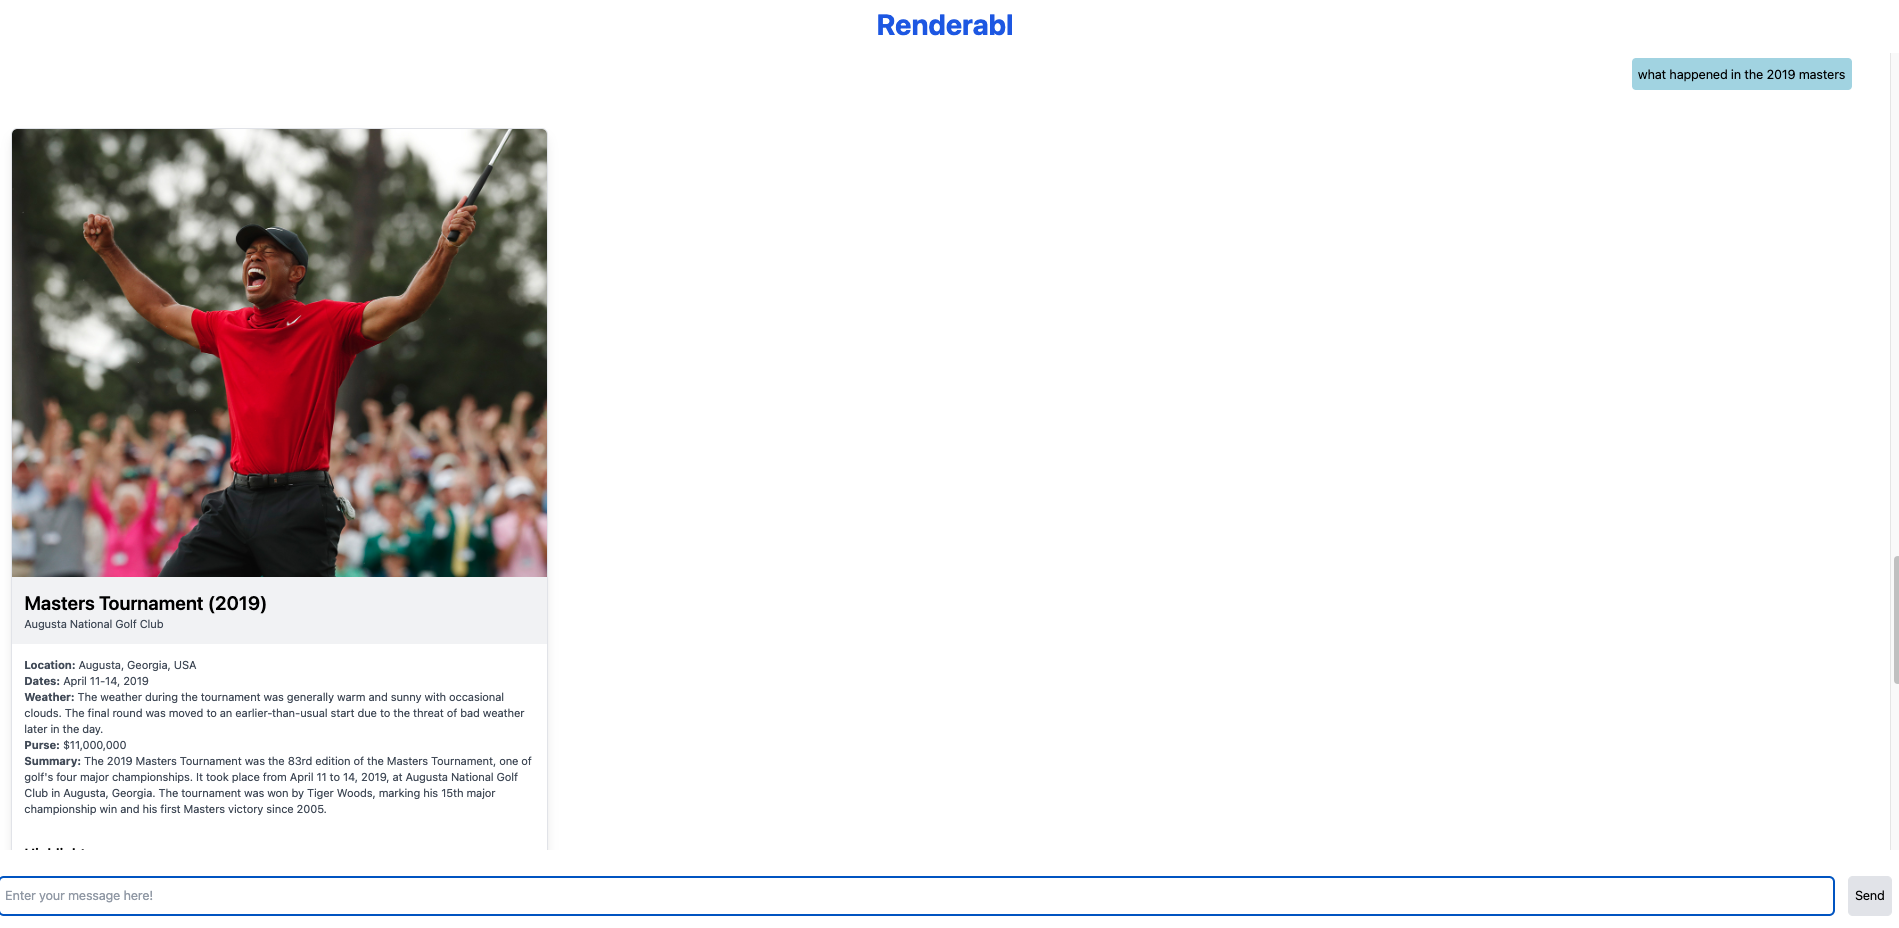 Renderabl
what happened in the 2019 masters
Masters Tournament (2019)
Augusta National Golf Club
Location: Augusta, Georgia, USA
Dates: April 11-14, 2019
Weather: The weather during the tournament was generally warm and sunny with occasional
clouds. The final round was moved to an earlier-than-usual start due to the threat of bad weather
later in the day.
Purse: $11,000,000
Summary: The 2019 Masters Tournament was the 83rd edition of the Masters Tournament, one of
golf's four major championships. It took place from April 11 to 14, 2019, at Augusta National Golf
Club in Augusta, Georgia. The tournament was won by Tiger Woods, marking his 15th major
championship win and his first Masters victory since 2005.
Enter your message here!
Send